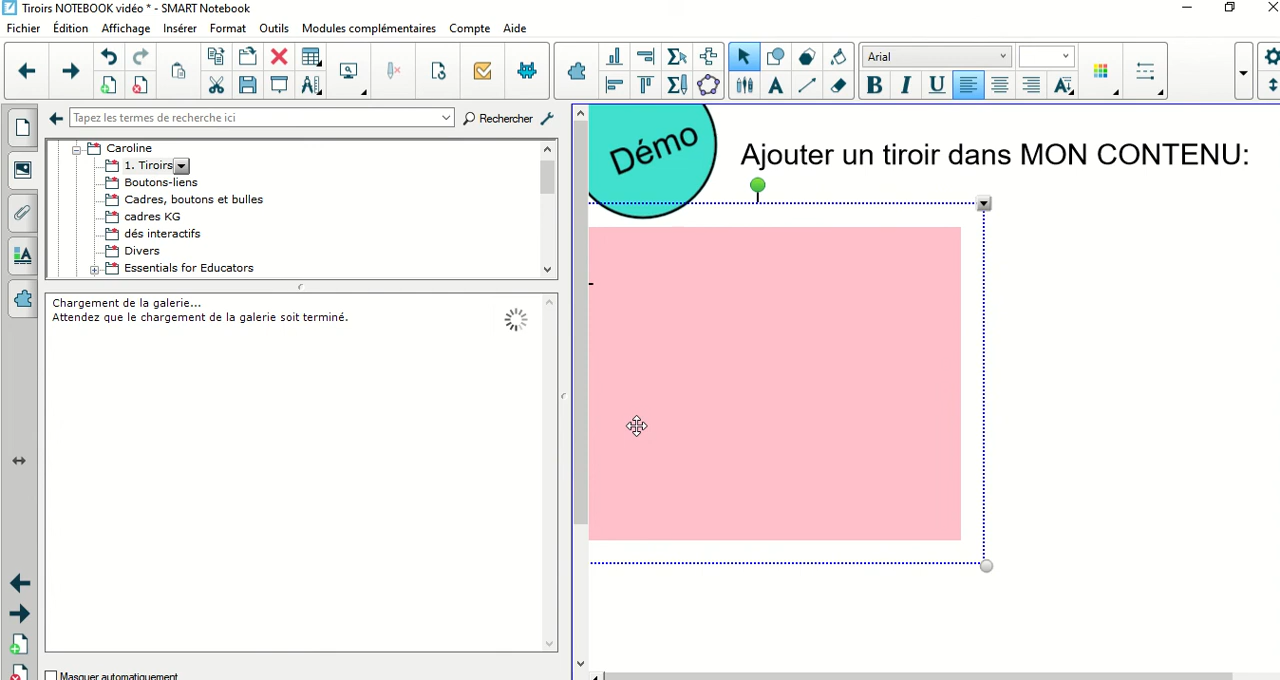 Tiroirs NOTEBOOK vidéo * - SMART Notebook
Fichier Édition Affichage Insérer Format Outils Modules complémentaires Compte Aide
Arial
B I U A
Tapez les termes de recherche ici Rechercher
Caroline
1. Tiroirs
Boutons-liens
Cadres, boutons et bulles
cadres KG
dés interactifs
Divers
Essentials for Educators
Chargement de la galerie...
Attendez que le chargement de la galerie soit terminé.
Masquer automatiquement
Démo
Ajouter un tiroir dans MON CONTENU: